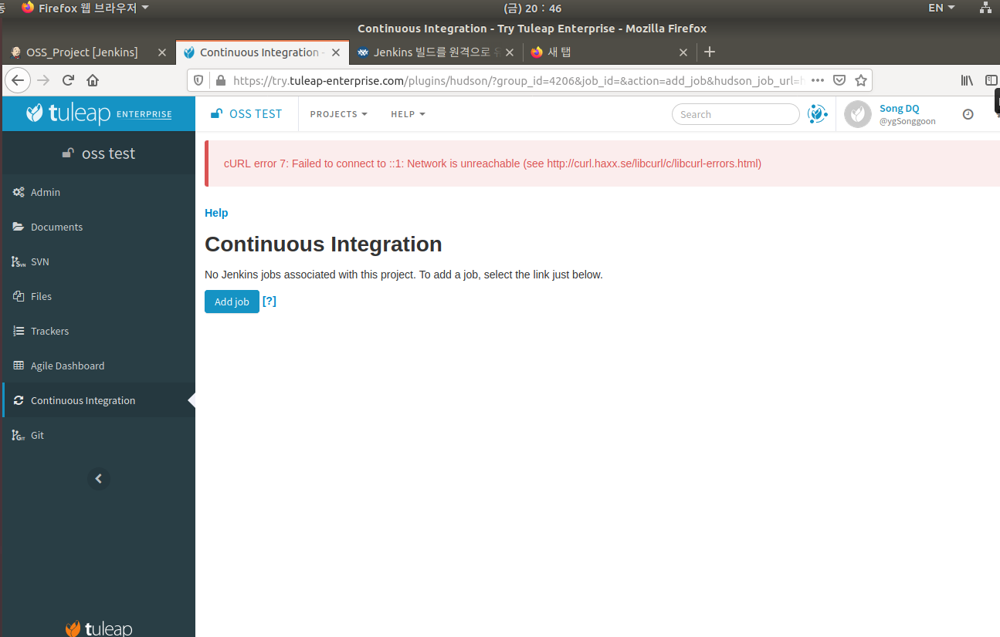 Firefox 웹 브라우저
(금) 20 : 46
EN
Continuous Integration - Try Tuleap Enterprise - Mozilla Firefox
OSS_Project [Jenkins]
Continuous Integration -
Jenkins 빌드를 원격으로
새 탭
https://try.tuleap-enterprise.com/plugins/hudson/?group_id=4206&job_id=&action=add_job&hudson_job_url=
tuleap ENTERPRISE
OSS TEST
PROJECTS
HELP
Search
Song DQ
@ygSonggoon
oss test
cURL error 7: Failed to connect to ::1: Network is unreachable (see http://curl.haxx.se/libcurl/c/libcurl-errors.html)
Admin
Documents
SVN
Files
Trackers
Agile Dashboard
Continuous Integration
Git
Help
Continuous Integration
No Jenkins jobs associated with this project. To add a job, select the link just below.
Add job [?]
tuleap